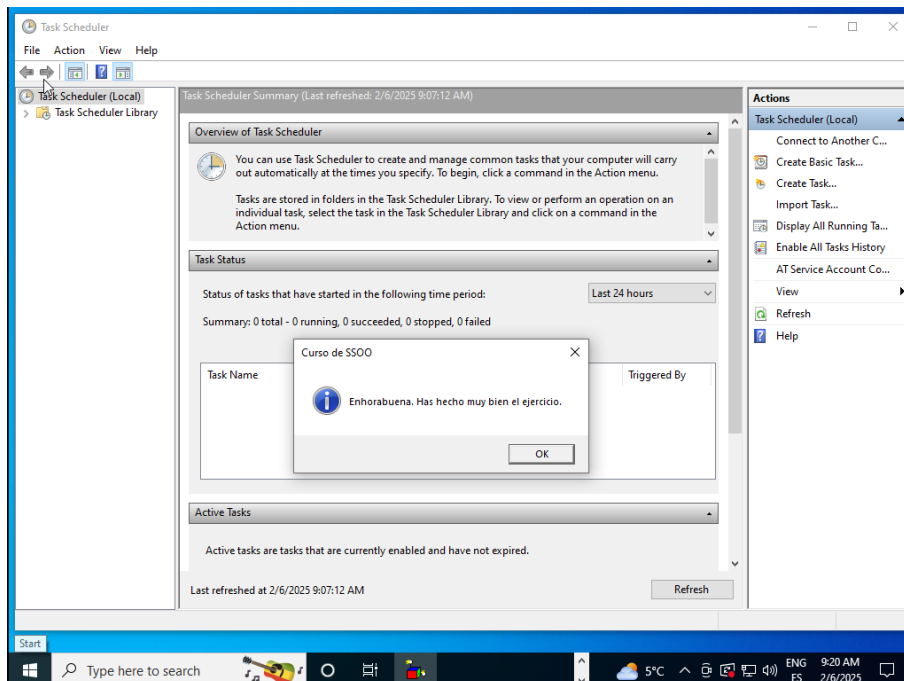 Task Scheduler
File Action View Help
Task Scheduler (Local)
Task Scheduler Library
Task Scheduler Summary (Last refreshed: 2/6/2025 9:07:12 AM)
Overview of Task Scheduler
You can use Task Scheduler to create and manage common tasks that your computer will carry
out automatically at the times you specify. To begin, click a command in the Action menu.
Tasks are stored in folders in the Task Scheduler Library. To view or perform an operation on an
individual task, select the task in the Task Scheduler Library and click on a command in the
Action menu.
Task Status
Status of tasks that have started in the following time period:
Last 24 hours
Summary: 0 total - 0 running, 0 succeeded, 0 stopped, 0 failed
Task Name
Triggered By
Curso de SSOO
Enhorabuena. Has hecho muy bien el ejercicio.
OK
Active Tasks
Active tasks are tasks that are currently enabled and have not expired.
Last refreshed at 2/6/2025 9:07:12 AM
Refresh
Actions
Task Scheduler (Local)
Connect to Another C...
Create Basic Task...
Create Task...
Import Task...
Display All Running Ta...
Enable All Tasks History
AT Service Account Co...
View
Refresh
Help
Start
Type here to search
5°C
ENG
ES
9:20 AM
2/6/2025